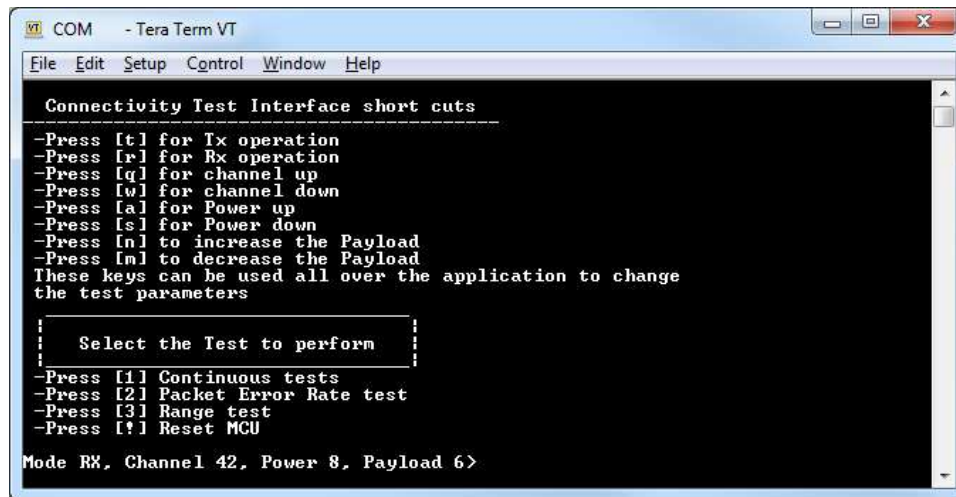 COM - Tera Term VT
File Edit Setup Control Window Help
Connectivity Test Interface short cuts
-Press [t] for Tx operation
-Press [r] for Rx operation
-Press [q] for channel up
-Press [w] for channel down
-Press [a] for Power up
-Press [s] for Power down
-Press [n] to increase the Payload
-Press [m] to decrease the Payload
These keys can be used all over the application to change
the test parameters
Select the Test to perform
-Press [1] Continuous tests
-Press [2] Packet Error Rate test
-Press [3] Range test
-Press [!] Reset MCU
Mode RX, Channel 42, Power 8, Payload 6>